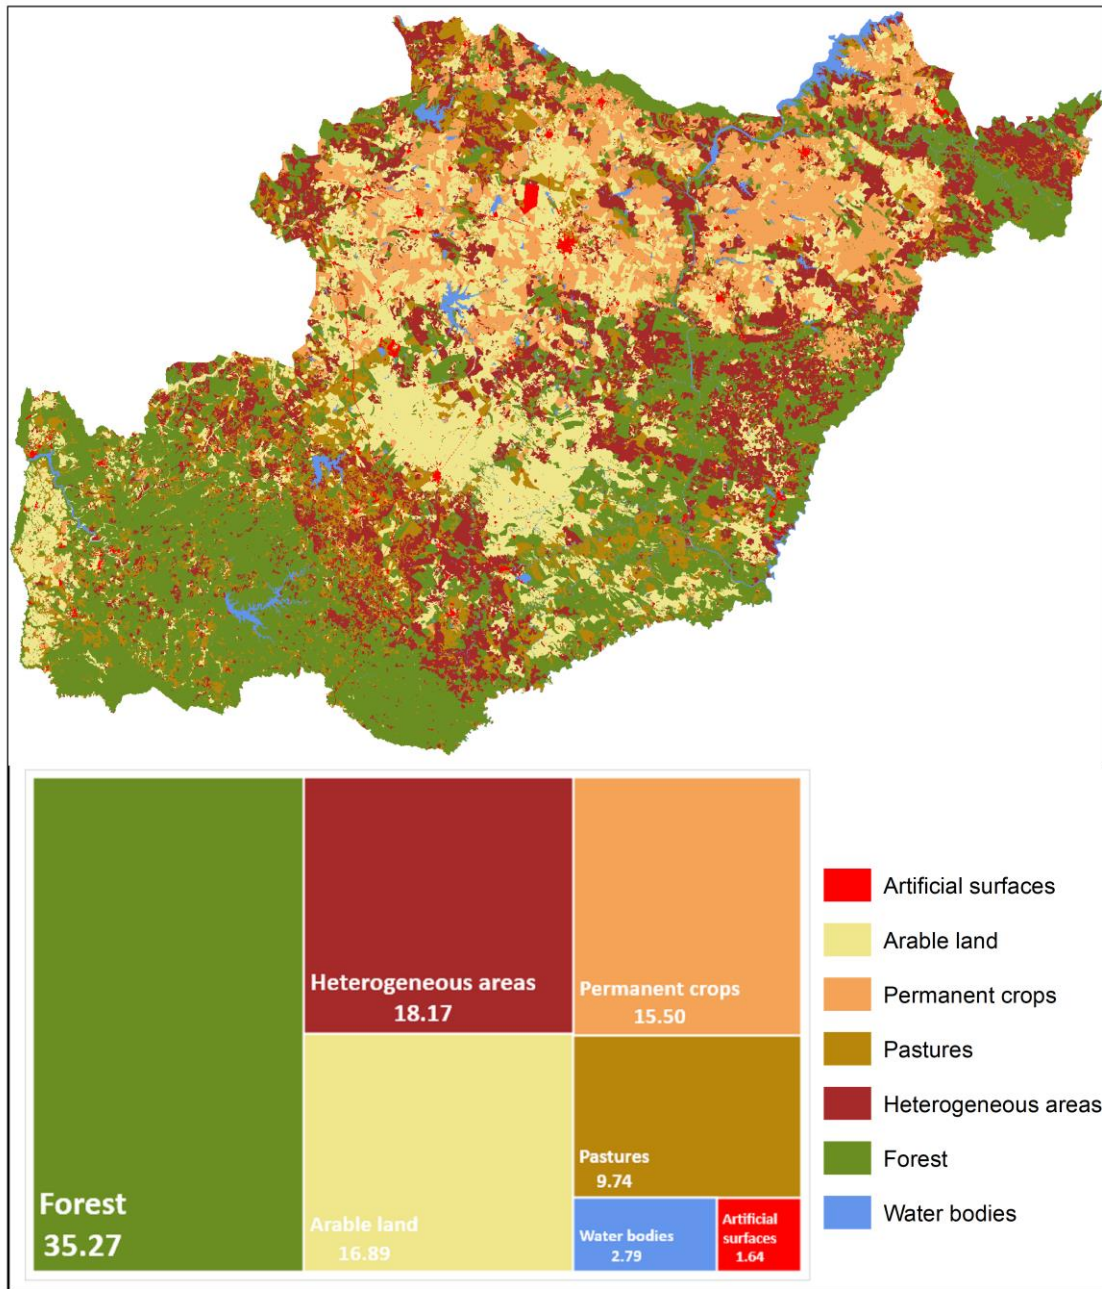 Heterogeneous areas
18.17
Permanent crops
15.50
Pastures
9.74
Forest
35.27
Arable land
16.89
Water bodies
2.79
Artificial
surfaces
1.64
Artificial surfaces
Arable land
Permanent crops
Pastures
Heterogeneous areas
Forest
Water bodies